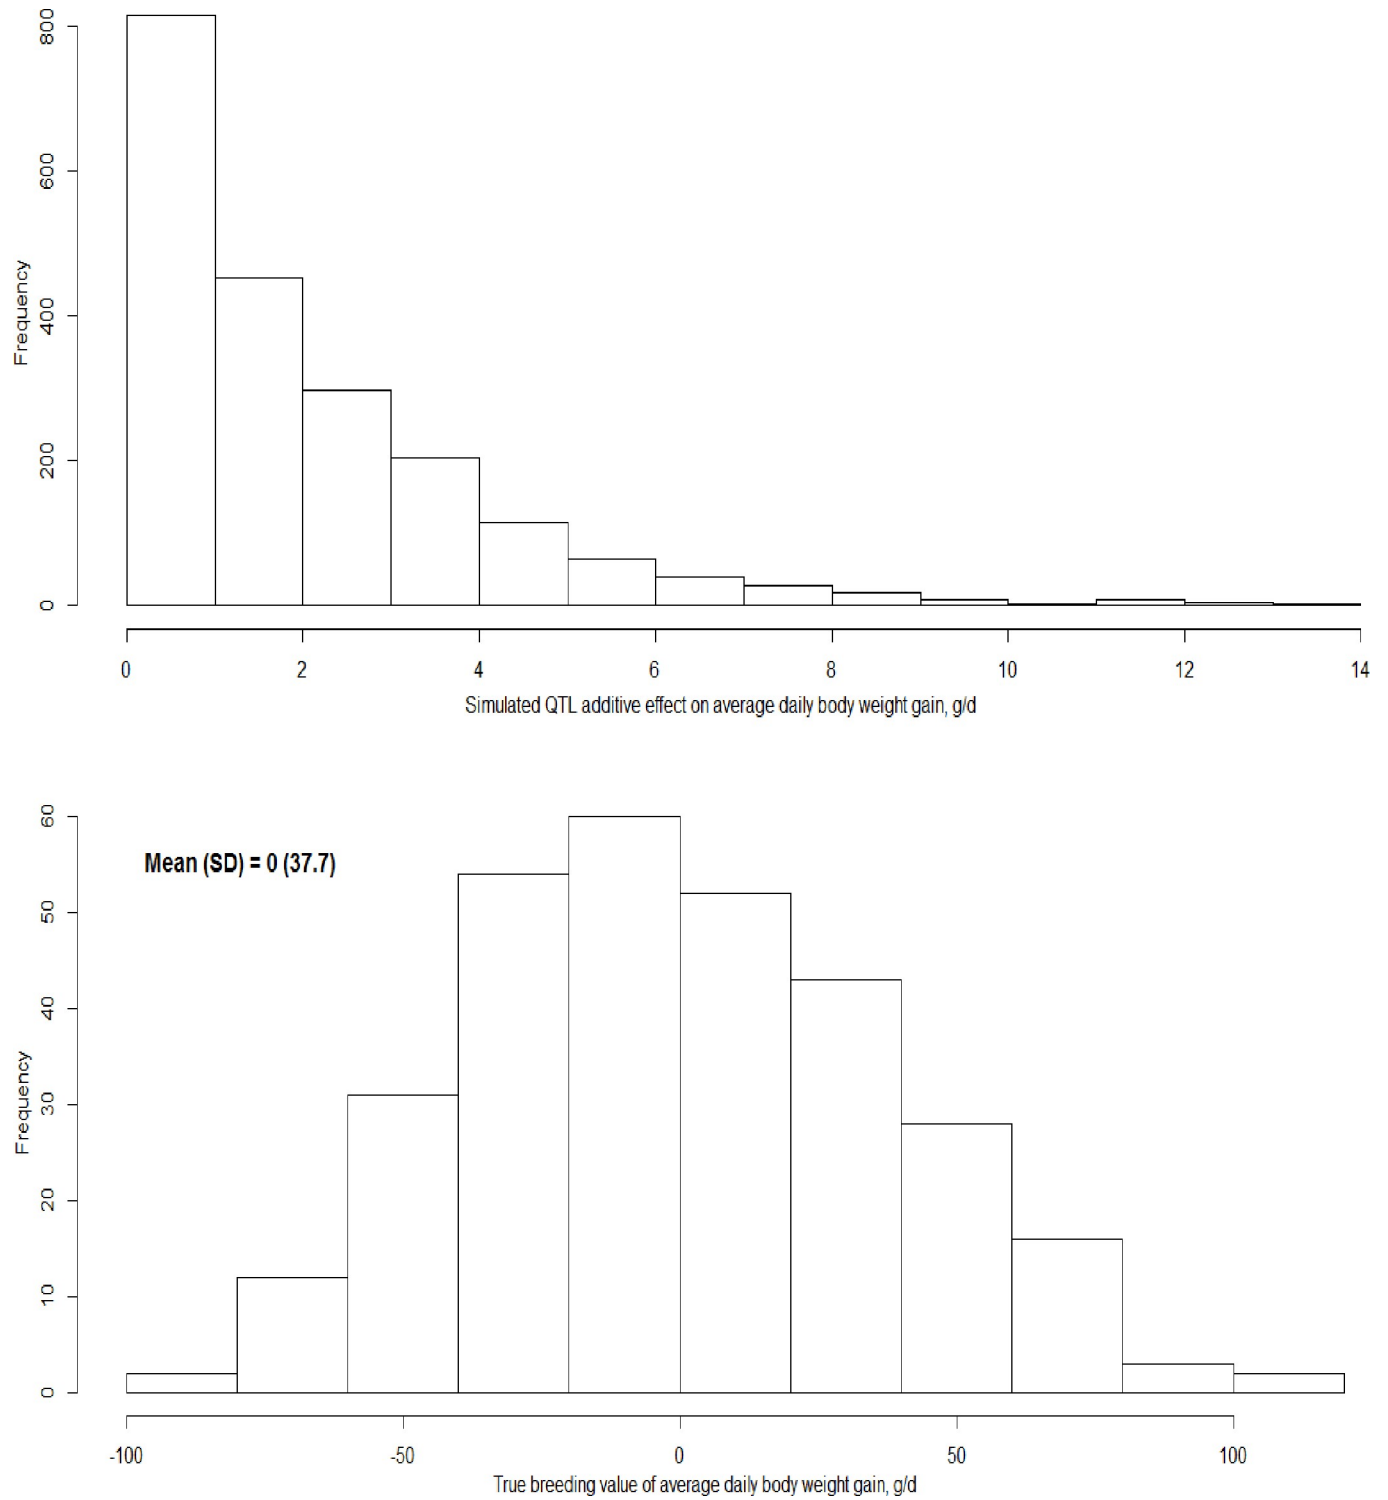 800
600
400
200
0
Frequency
0 2 4 6 8 10 12 14
Simulated QTL additive effect on average daily body weight gain, g/d
60
50
40
30
20
10
0
Frequency
Mean (SD) = 0 (37.7)
-100 -50 0 50 100
True breeding value of average daily body weight gain, g/d